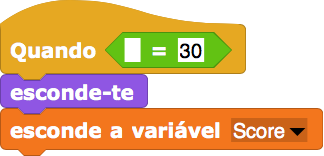 Quando = 30
esconde-te
esconde a variável Score